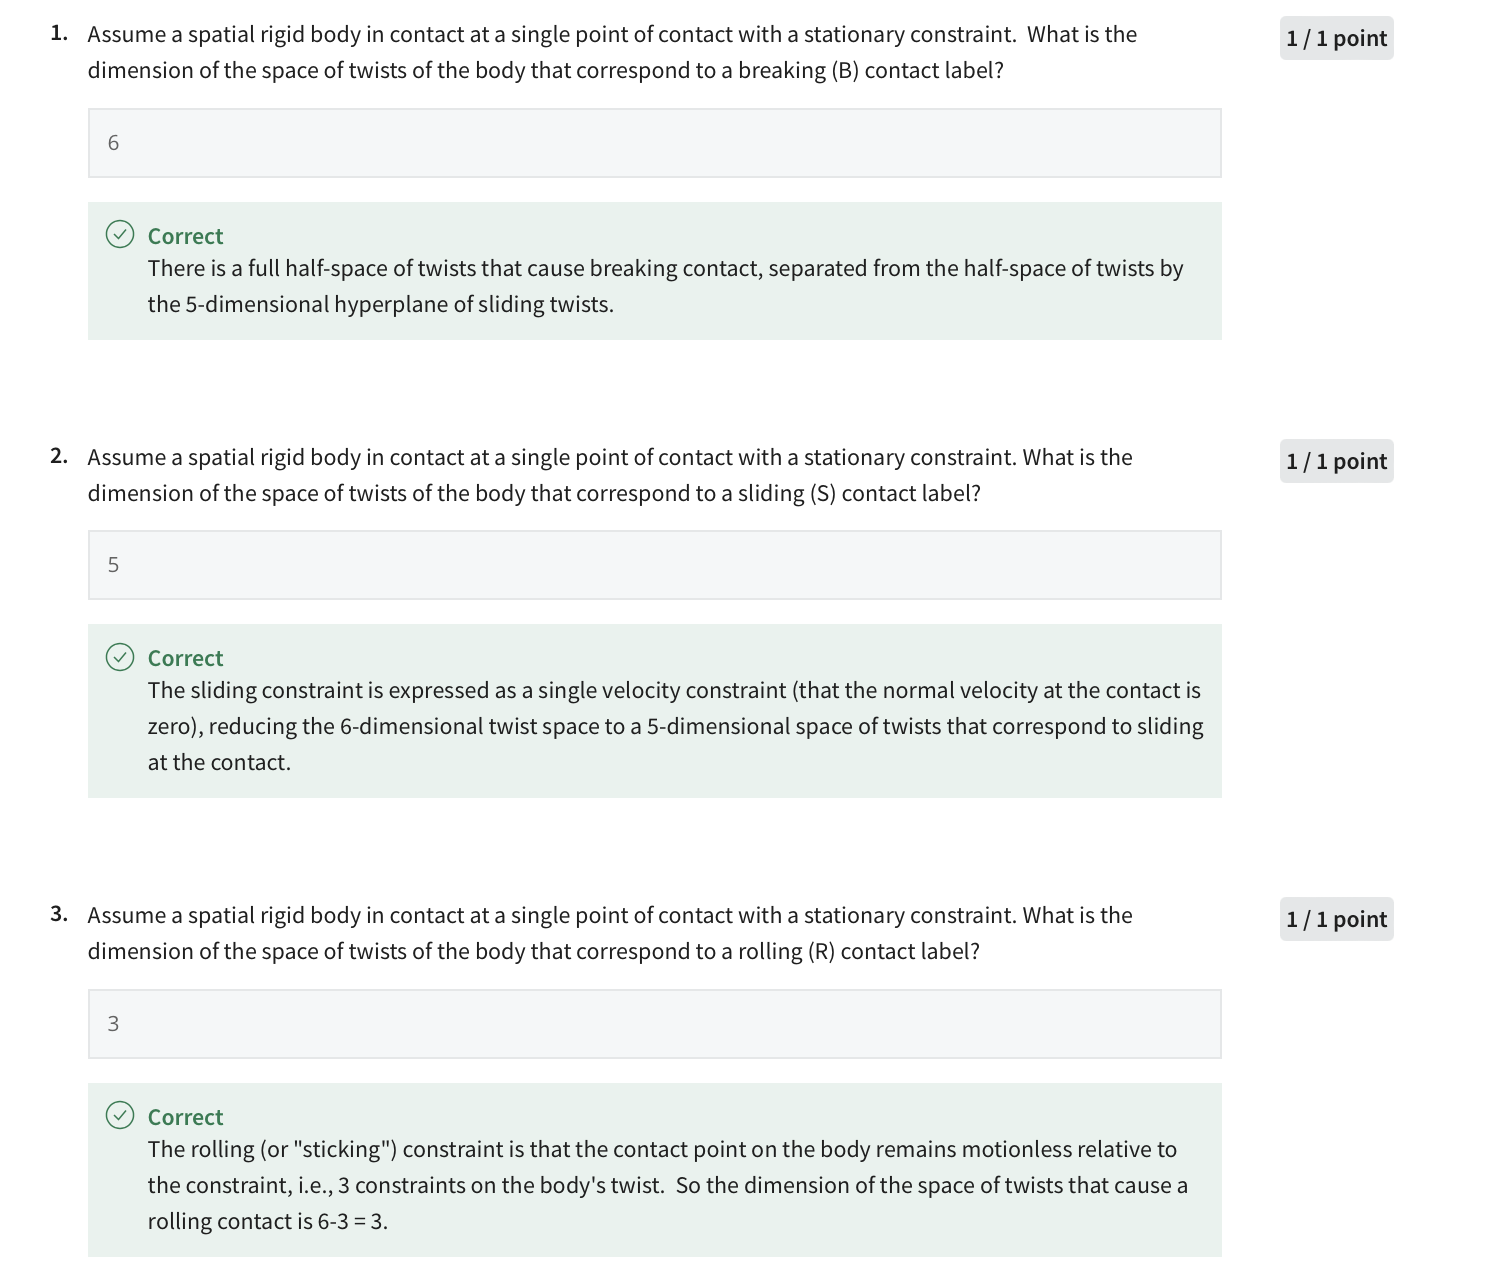 1. Assume a spatial rigid body in contact at a single point of contact with a stationary constraint.  What is the
dimension of the space of twists of the body that correspond to a breaking (B) contact label?
1 / 1 point
6
Correct
There is a full half-space of twists that cause breaking contact, separated from the half-space of twists by
the 5-dimensional hyperplane of sliding twists.
2. Assume a spatial rigid body in contact at a single point of contact with a stationary constraint. What is the
dimension of the space of twists of the body that correspond to a sliding (S) contact label?
1 / 1 point
5
Correct
The sliding constraint is expressed as a single velocity constraint (that the normal velocity at the contact is
zero), reducing the 6-dimensional twist space to a 5-dimensional space of twists that correspond to sliding
at the contact.
3. Assume a spatial rigid body in contact at a single point of contact with a stationary constraint. What is the
dimension of the space of twists of the body that correspond to a rolling (R) contact label?
1 / 1 point
3
Correct
The rolling (or "sticking") constraint is that the contact point on the body remains motionless relative to
the constraint, i.e., 3 constraints on the body's twist.  So the dimension of the space of twists that cause a
rolling contact is 6-3 = 3.